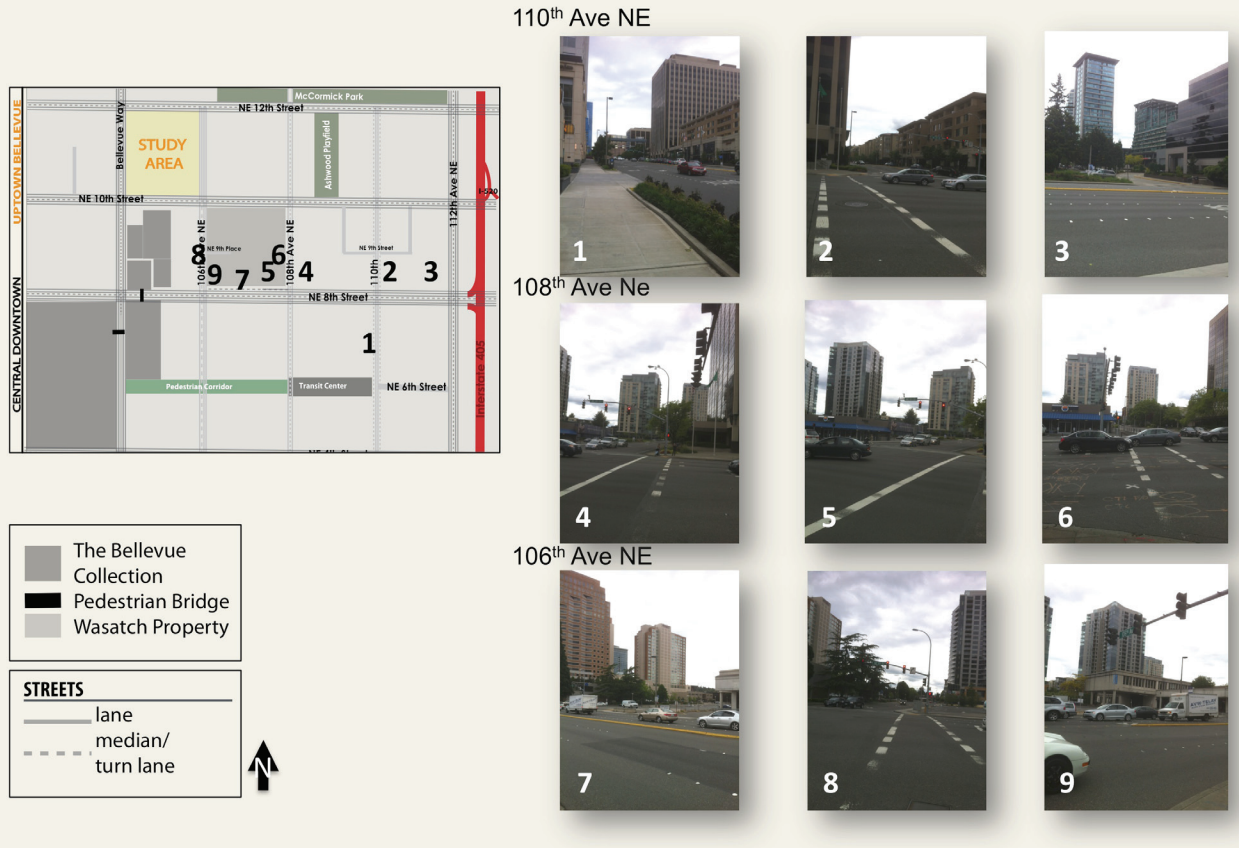 110th Ave NE
1
2
3
108th Ave Ne
4
5
6
106th Ave NE
7
8
9
UPTOWN BELLEVUE
CENTRAL DOWNTOWN
McCormick Park
NE 12th Street
Bellevue Way
STUDY
AREA
Ashwood Playfield
112th Ave NE
I-520
NE 10th Street
106th Ave NE
NE 9th Place
108th Ave NE
NE 9th Street
110th
8
9
7
5
6
4
2
3
NE 8th Street
1
Pedestrian Corridor
Transit Center
NE 6th Street
Interstate 405
The Bellevue
Collection
Pedestrian Bridge
Wasatch Property
STREETS
lane
median/
turn lane
N